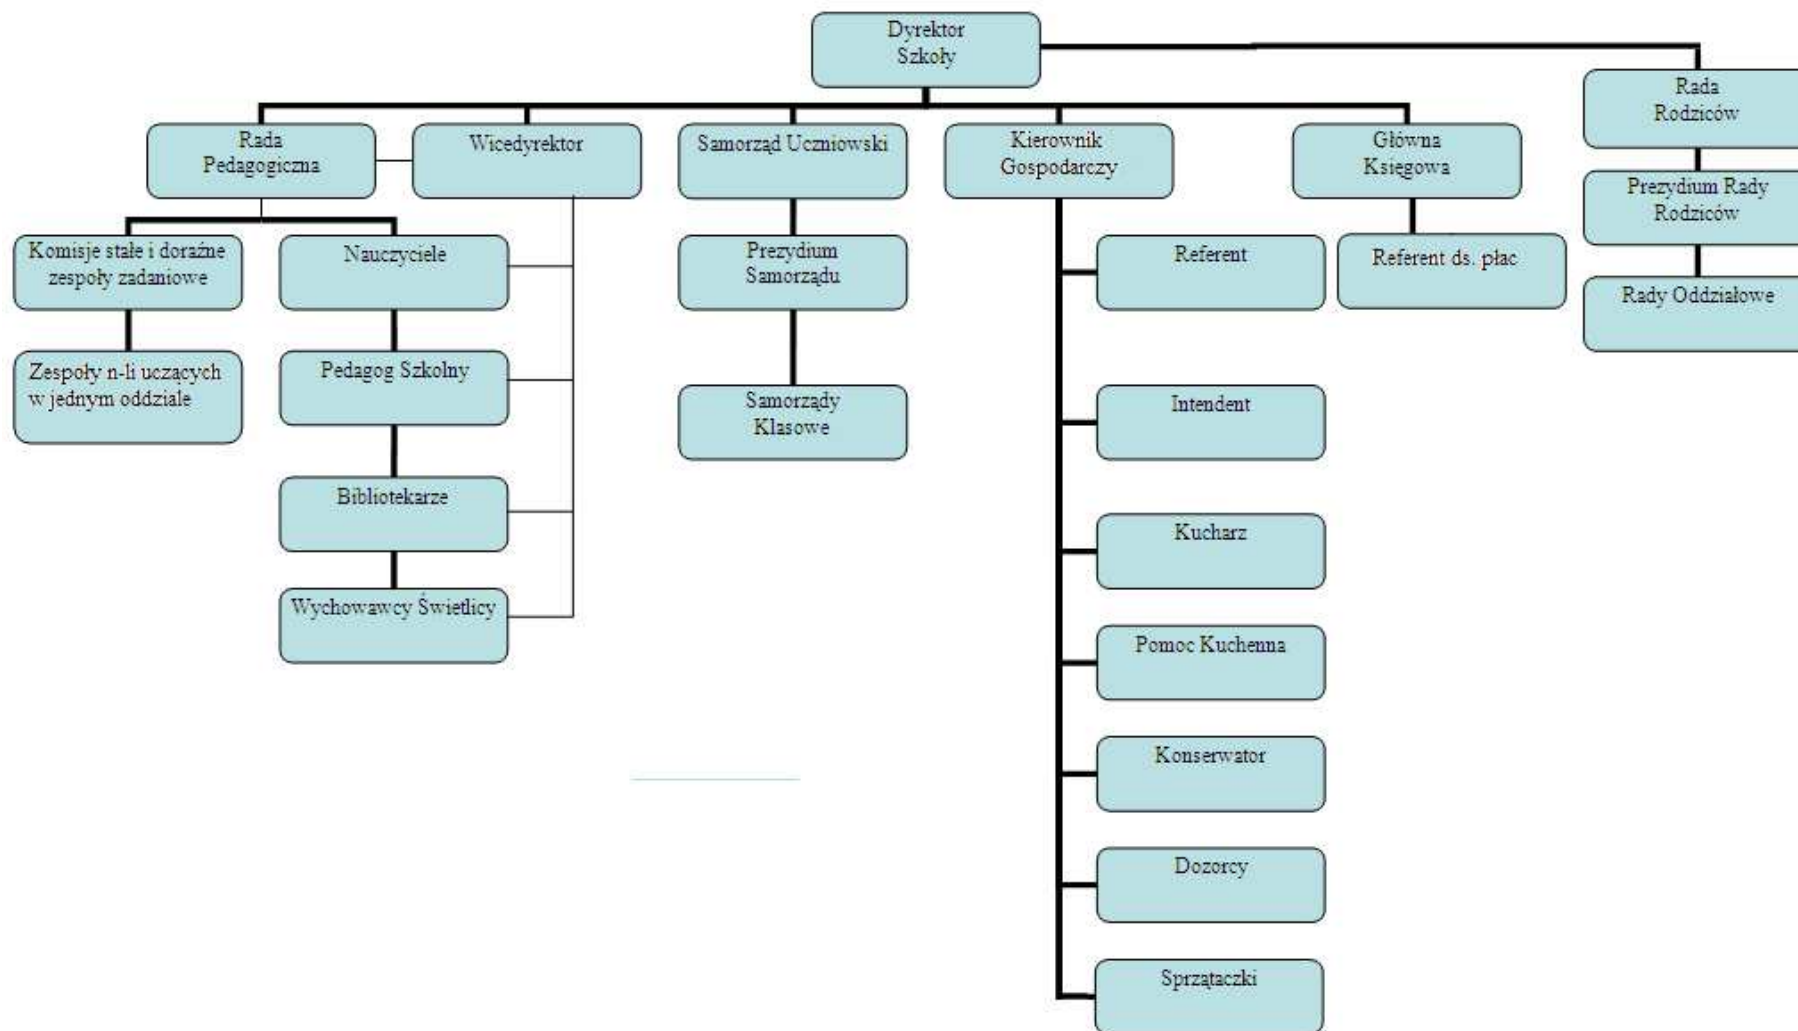 Dyrektor
Szkoły
Rada
Rodziców
Rada
Pedagogiczna
Wicedyrektor
Samorząd Uczniowski
Kierownik
Gospodarczy
Główna
Księgowa
Prezydium Rady
Rodziców
Komisje stałe i doraźne
zespoły zadaniowe
Nauczyciele
Prezydium
Samorządu
Referent
Referent ds. płac
Rady Oddziałowe
Zespoły n-li uczących
w jednym oddziale
Pedagog Szkolny
Samorządy
Klasowe
Intendent
Bibliotekarze
Kucharz
Wychowawcy Świetlicy
Pomoc Kuchenna
Konserwator
Dozorcy
Sprzątaczki